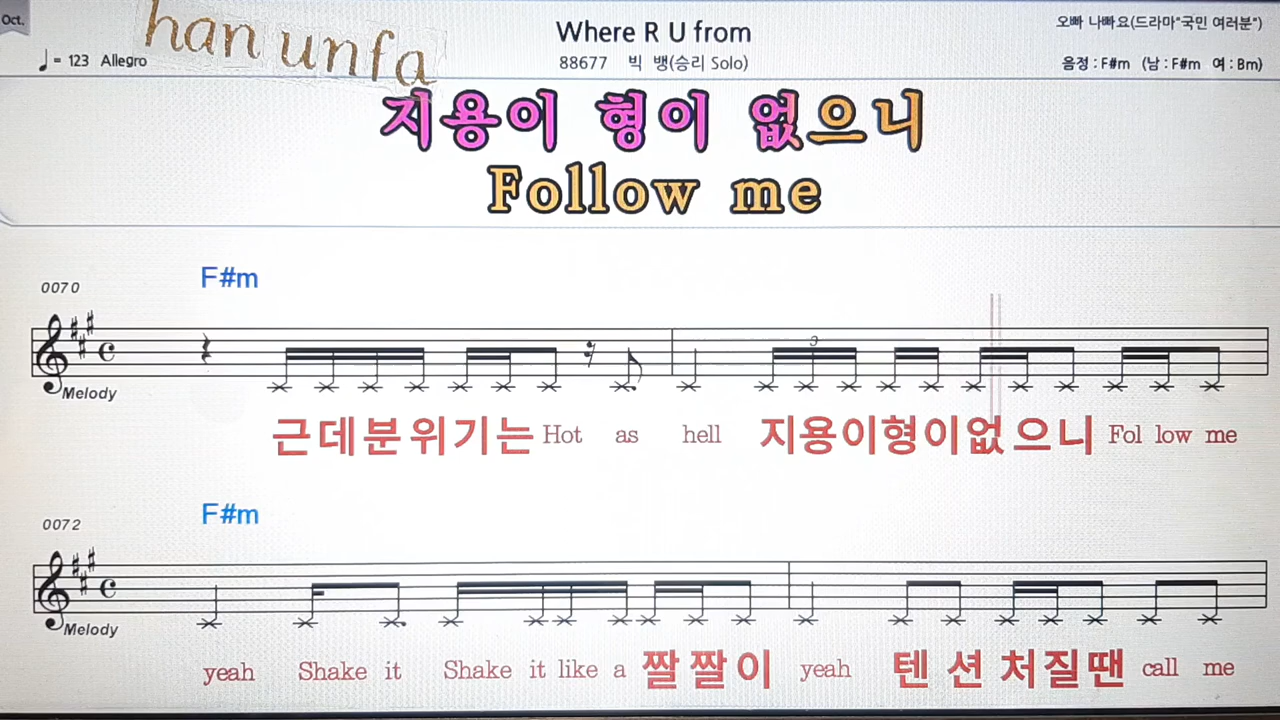 Oct.
han unfa
Where R U from
오빠 나빠요(드라마"국민 여러분")
♩= 123 Allegro
88677 빅 뱅(승리 Solo)
음정 : F#m (남 : F#m 여 : Bm)
지용이 형이 없으니
Follow me
F#m
0070
3
Melody
근데분위기는 Hot as hell 지용이형이없으니 Fol low me
F#m
0072
Melody
yeah Shake it Shake it like a 짤짤이 yeah 텐션처질땐 call me